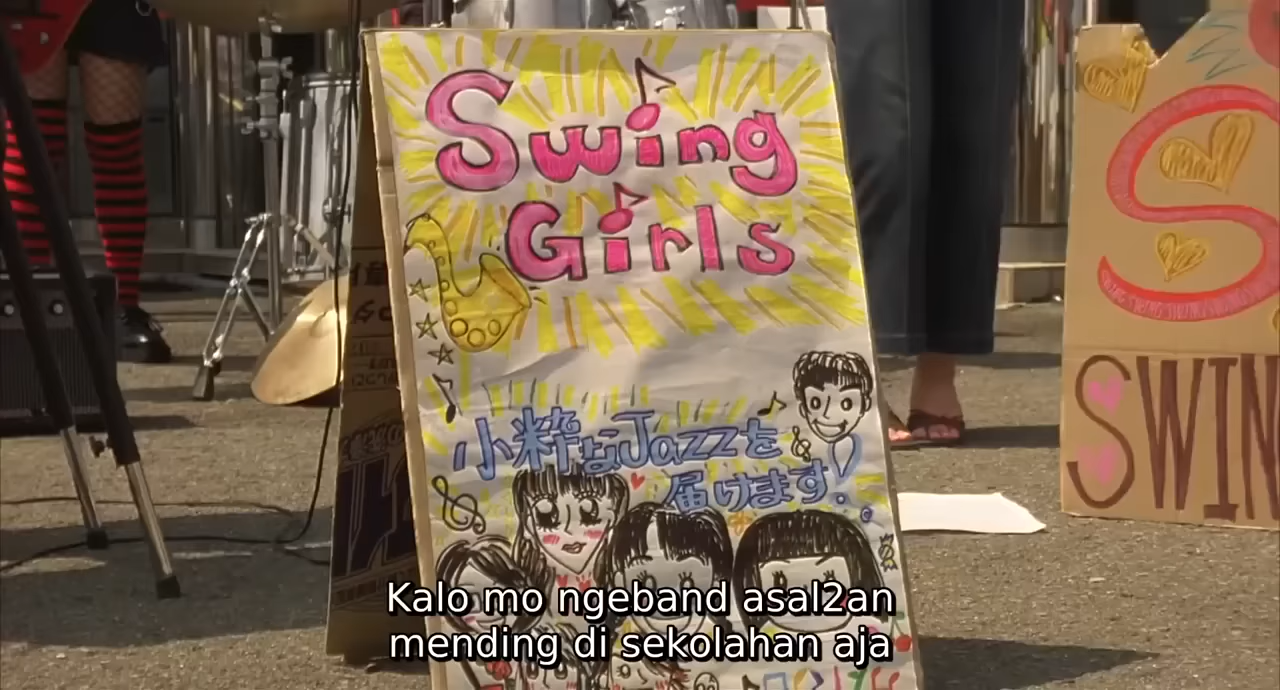 Swing
Girls
小粋なJazzを
届けます!
S
SWIN
Kalo mo ngeband asal2an
mending di sekolahan aja